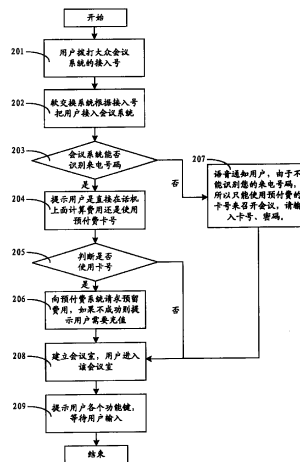 开始
201
用户拨打大众会议
系统的接入号
202
软交换系统根据接入号
把用户接入会议系统
203
会议系统能否
识别来电号码
是
否
204
提示用户是直接在话机
上面计算费用还是使用
预付费卡号
207
语音通知用户，由于不
能识别您的来电号码，
所以只能使用预付费的
卡号来召开会议，请输
入卡号、密码。
205
判断是否
使用卡号
是
否
206
向预付费系统请求预留
费用，如果不成功则提
示用户需要充值
208
建立会议室，用户进入
该会议室
209
提示用户各个功能键，
等待用户输入
结束